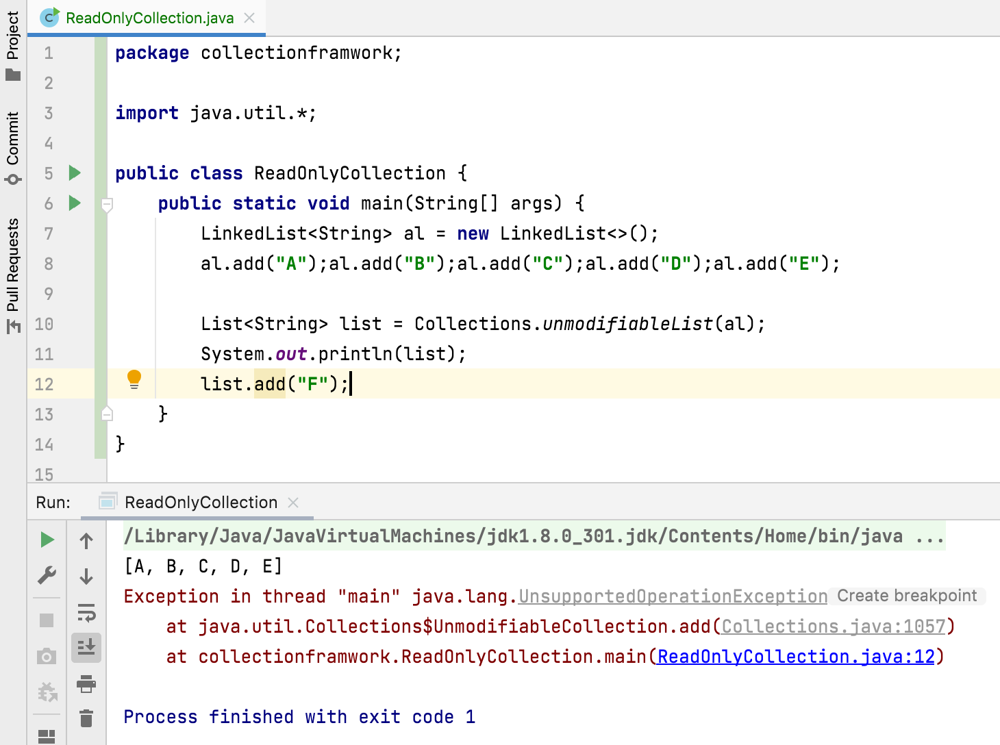 ReadOnlyCollection.java
Project
Commit
Pull Requests
1 package collectionframwork;
2
3 import java.util.*;
4
5 public class ReadOnlyCollection {
6 public static void main(String[] args) {
7 LinkedList<String> al = new LinkedList<>();
8 al.add("A");al.add("B");al.add("C");al.add("D");al.add("E");
9
10 List<String> list = Collections.unmodifiableList(al);
11 System.out.println(list);
12 list.add("F");
13 }
14 }
15
Run: ReadOnlyCollection
/Library/Java/JavaVirtualMachines/jdk1.8.0_301.jdk/Contents/Home/bin/java ...
[A, B, C, D, E]
Exception in thread "main" java.lang.UnsupportedOperationException Create breakpoint
at java.util.Collections$UnmodifiableCollection.add(Collections.java:1057)
at collectionframwork.ReadOnlyCollection.main(ReadOnlyCollection.java:12)
Process finished with exit code 1